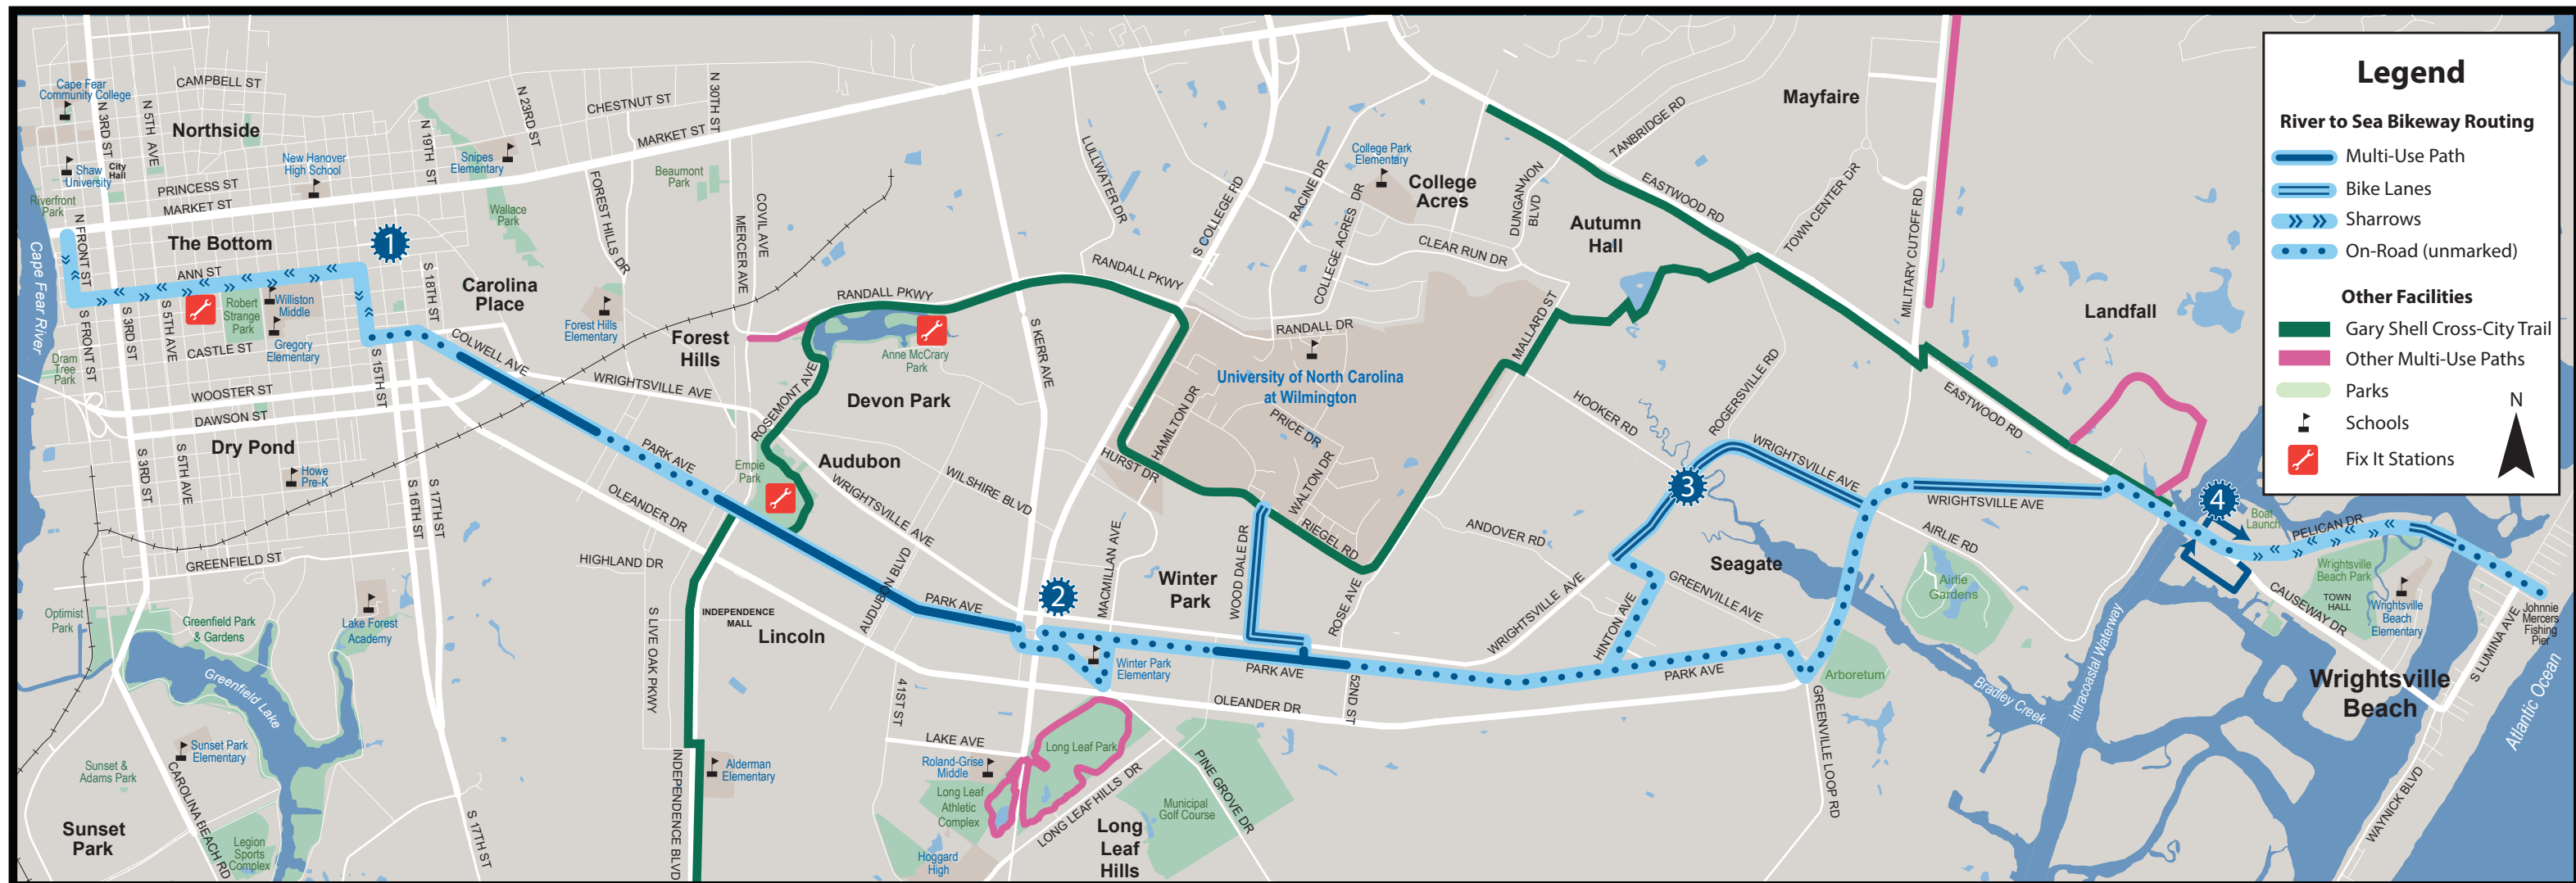 Legend
River to Sea Bikeway Routing
Multi-Use Path
Bike Lanes
Sharrows
On-Road (unmarked)
Other Facilities
Gary Shell Cross-City Trail
Other Multi-Use Paths
Parks
Schools
Fix It Stations
N
Cape Fear
Community College
CAMPBELL ST
N 3RD ST
N 5TH AVE
Northside
City
Hall
Shaw
University
New Hanover
High School
PRINCESS ST
MARKET ST
Riverfront
Park
N FRONT ST
The Bottom
1
ANN ST
Cape Fear River
S FRONT ST
S 3RD ST
S 5TH AVE
Robert
Strange
Park
Williston
Middle
Gregory
Elementary
CASTLE ST
Dram
Tree
Park
WOOSTER ST
DAWSON ST
Dry Pond
S 3RD ST
S 5TH AVE
Howe
Pre-K
GREENFIELD ST
Optimist
Park
Greenfield Park
& Gardens
Greenfield Lake
Lake Forest
Academy
Sunset Park
Elementary
Sunset &
Adams Park
CAROLINA BEACH RD
Sunset
Park
Legion
Sports
Complex
S 17TH ST
S 15TH ST
S 16TH ST
S 17TH ST
S 18TH ST
N 19TH ST
N 23RD ST
Snipes
Elementary
Wallace
Park
CHESTNUT ST
MARKET ST
N 30TH ST
Carolina
Place
COLWELL AVE
FOREST HILLS DR
Forest Hills
Elementary
Beaumont
Park
MERCER AVE
COVIL AVE
Forest
Hills
WRIGHTSVILLE AVE
PARK AVE
OLEANDER DR
HIGHLAND DR
RANDALL PKWY
Anne McCrary
Park
ROSEMONT AVE
Devon Park
Empie
Park
Audubon
WRIGHTSVILLE AVE
WILSHIRE BLVD
AUDUBON BLVD
S LIVE OAK PKWY
INDEPENDENCE
MALL
Lincoln
PARK AVE
INDEPENDENCE BLVD
Alderman
Elementary
41ST ST
LAKE AVE
Roland-Grise
Middle
Long Leaf
Athletic
Complex
Hoggard
High
Long Leaf Park
LONG LEAF HILLS DR
Long
Leaf
Hills
PINE GROVE DR
Municipal
Golf Course
2
MACMILLAN AVE
Winter Park
Elementary
Winter
Park
WOOD DALE DR
PARK AVE
OLEANDER DR
52ND ST
ROSE AVE
S KERR AVE
LULLWATER DR
RANDALL PKWY
S COLLEGE RD
RACINE DR
College Park
Elementary
College
Acres
COLLEGE ACRES DR
CLEAR RUN DR
DUNGANNON
BLVD
RANDALL DR
University of North Carolina
at Wilmington
HAMILTON DR
PRICE DR
WALTON DR
HURST DR
RIEGEL RD
MALLARD ST
Autumn
Hall
TANBRIDGE RD
EASTWOOD RD
TOWN CENTER DR
Mayfaire
MILITARY CUTOFF RD
Landfall
EASTWOOD RD
HOOKER RD
ROGERSVILLE RD
WRIGHTSVILLE AVE
WRIGHTSVILLE AVE
3
ANDOVER RD
WRIGHTSVILLE AVE
HINTON AVE
GREENVILLE AVE
Seagate
PARK AVE
AIRLIE RD
Airlie
Gardens
Arboretum
GREENVILLE LOOP RD
Bradley Creek
Intracoastal Waterway
4
Boat
Launch
PELICAN DR
Wrightsville
Beach Park
TOWN
HALL
Wrightsville
Beach
Elementary
CAUSEWAY DR
Wrightsville
Beach
S LUMINA AVE
Johnnie
Mercers
Fishing
Pier
WAYNICK BLVD
Atlantic Ocean